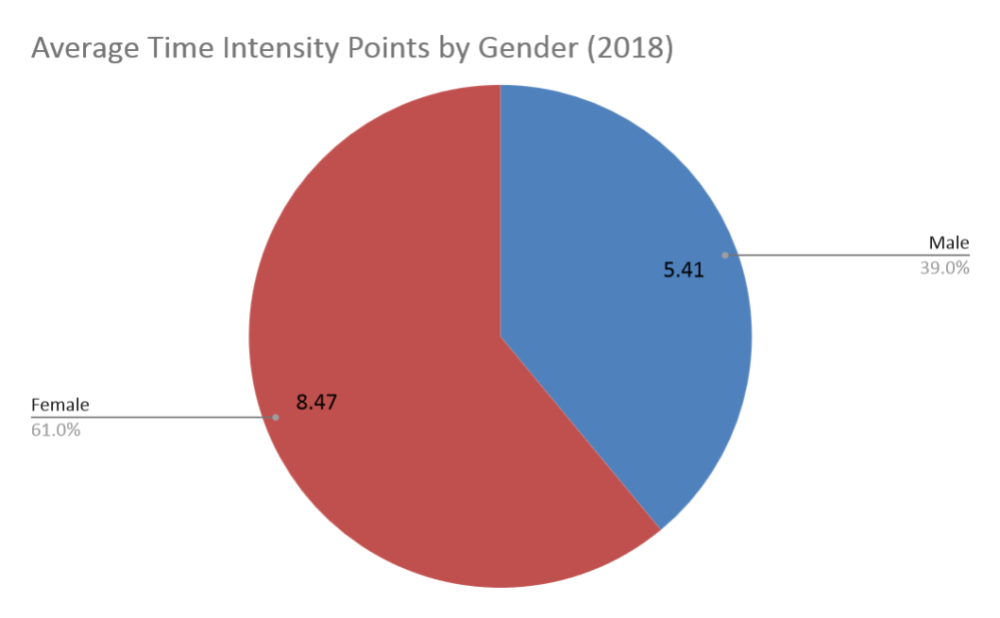 Average Time Intensity Points by Gender (2018)
Male
39.0%
5.41
8.47
Female
61.0%